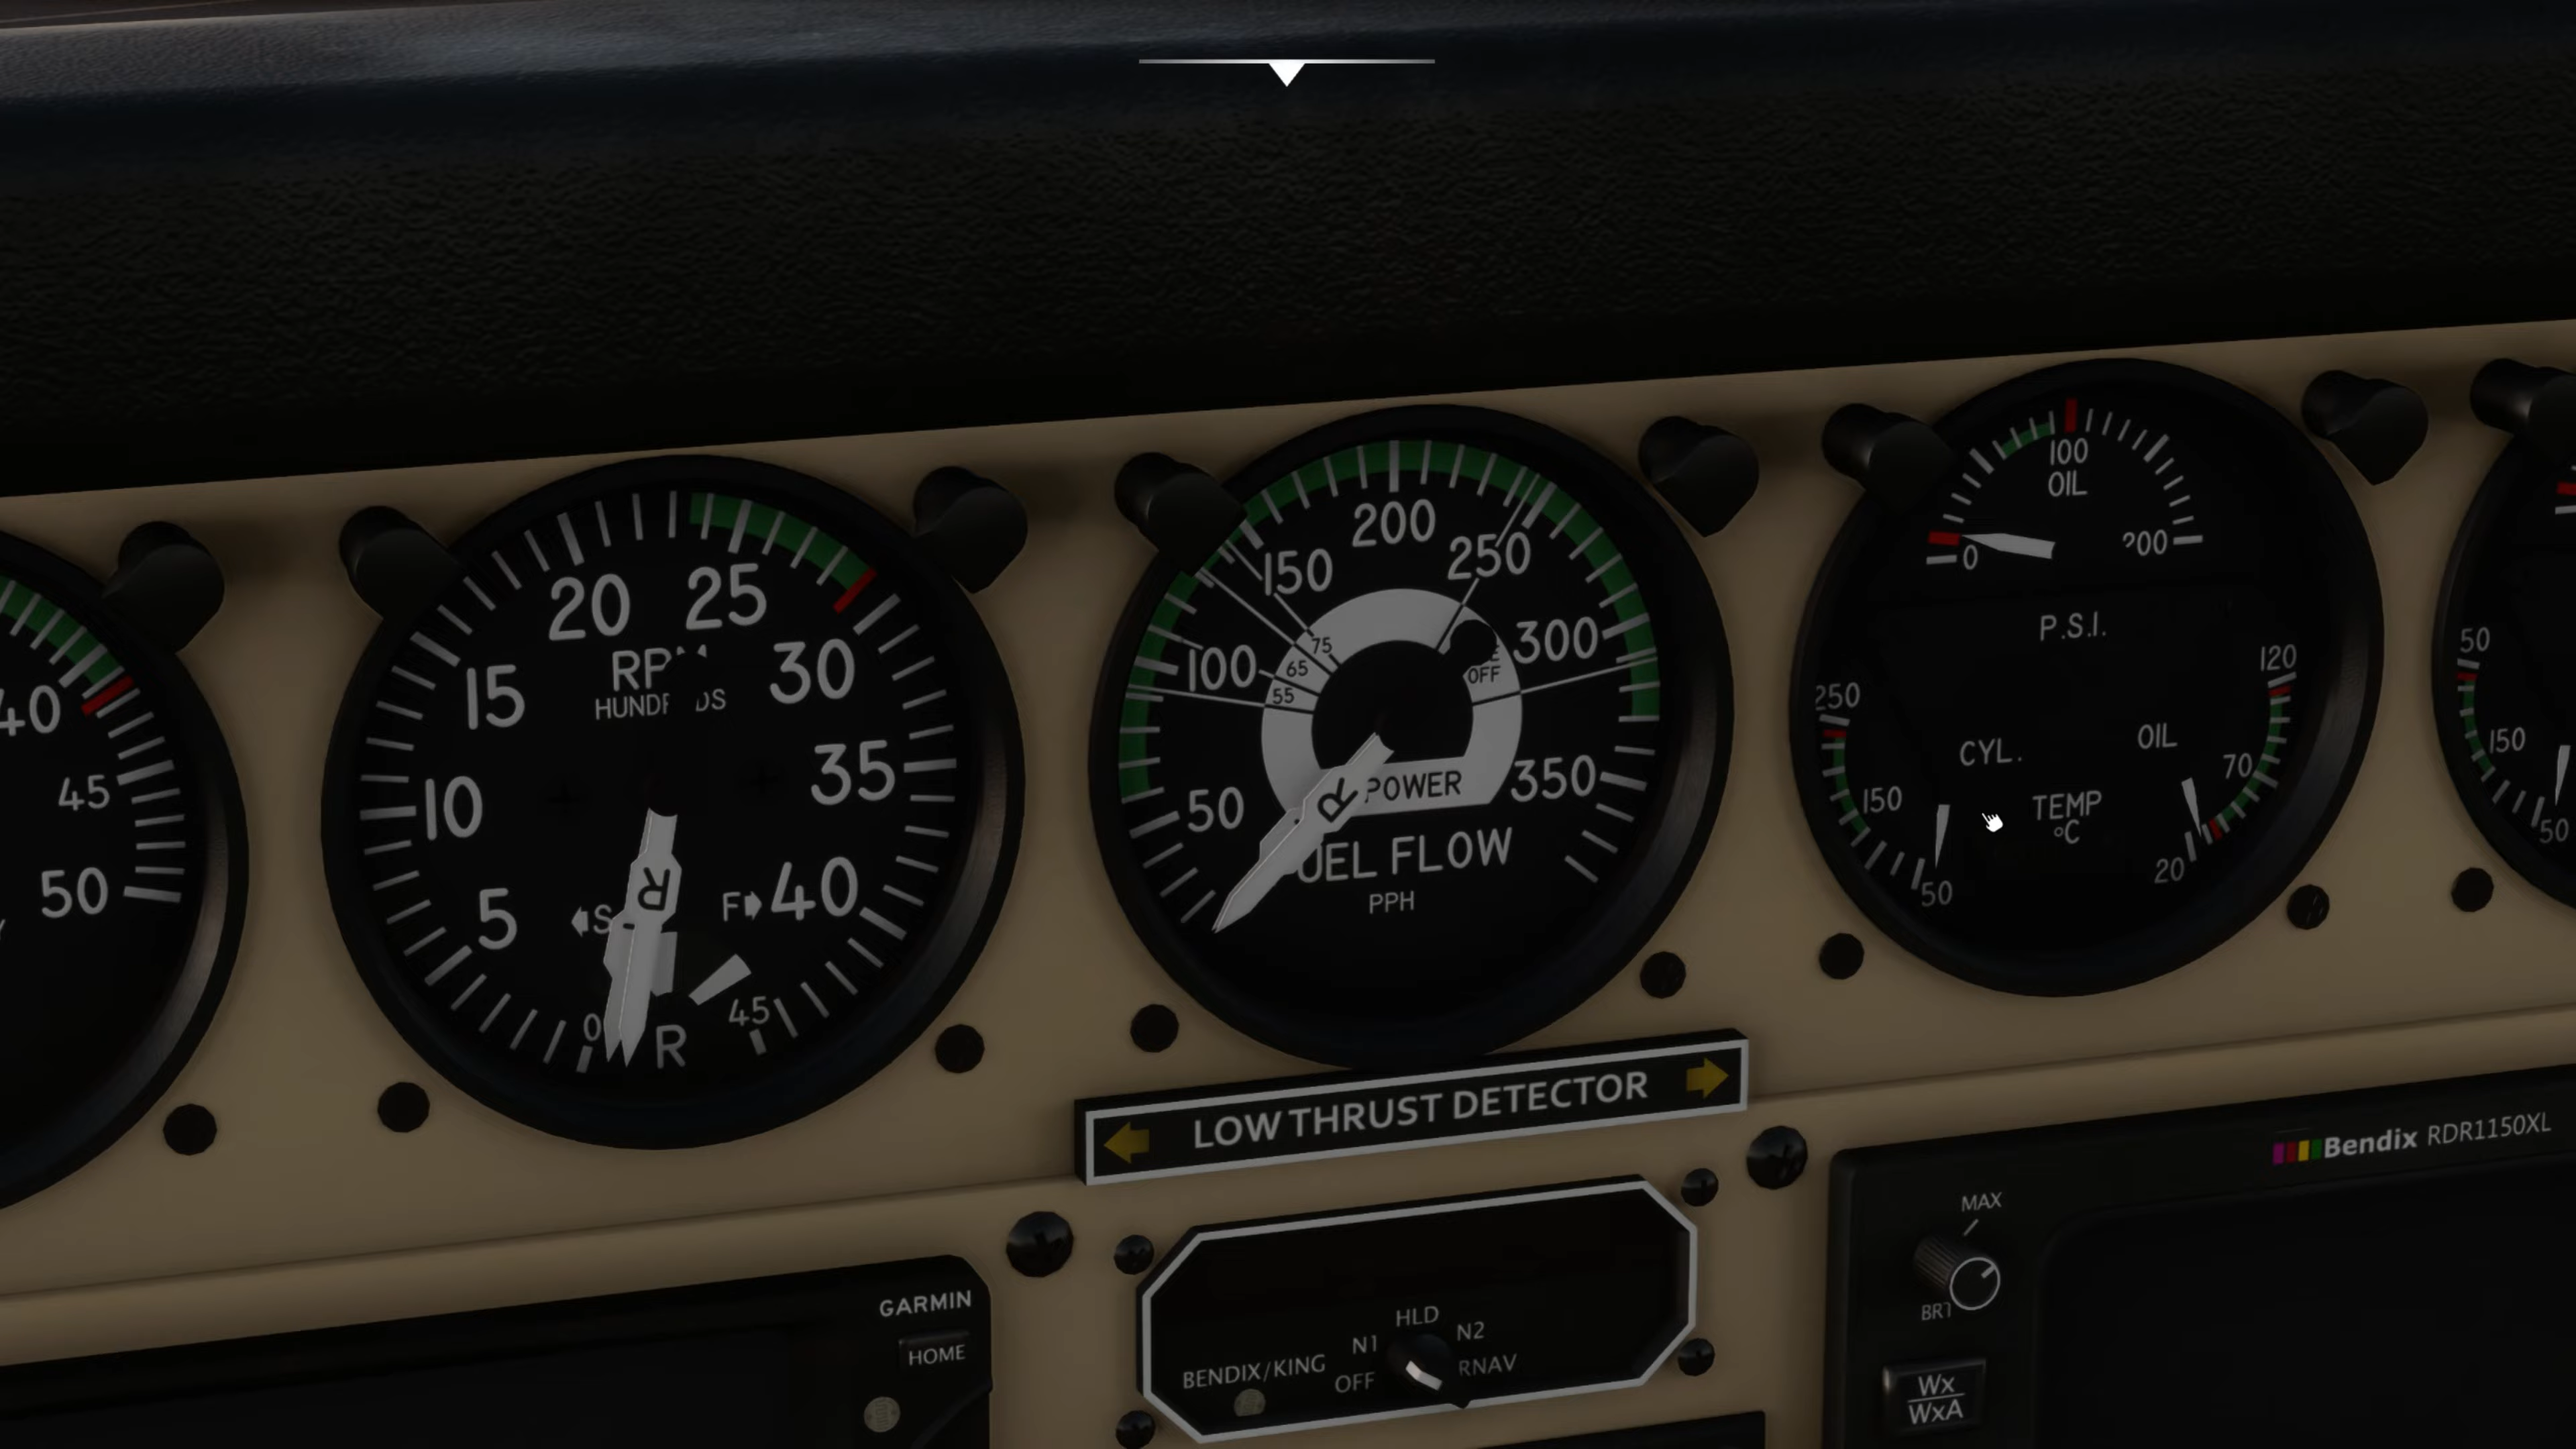 40
45
50
20
25
15
30
RPM
10
35
5
S
F
40
0
R
R
45
200
150
250
100
300
75
65
55
OFF
50
350
R
POWER
FUEL FLOW
PPH
100
OIL
0
200
P.S.I.
250
120
CYL.
OIL
150
70
TEMP
°C
50
20
50
150
50
LOW THRUST DETECTOR
Bendix RDR1150XL
MAX
BRT
Wx
WxA
GARMIN
HOME
HLD
N1
N2
BENDIX/KING
OFF
RNAV